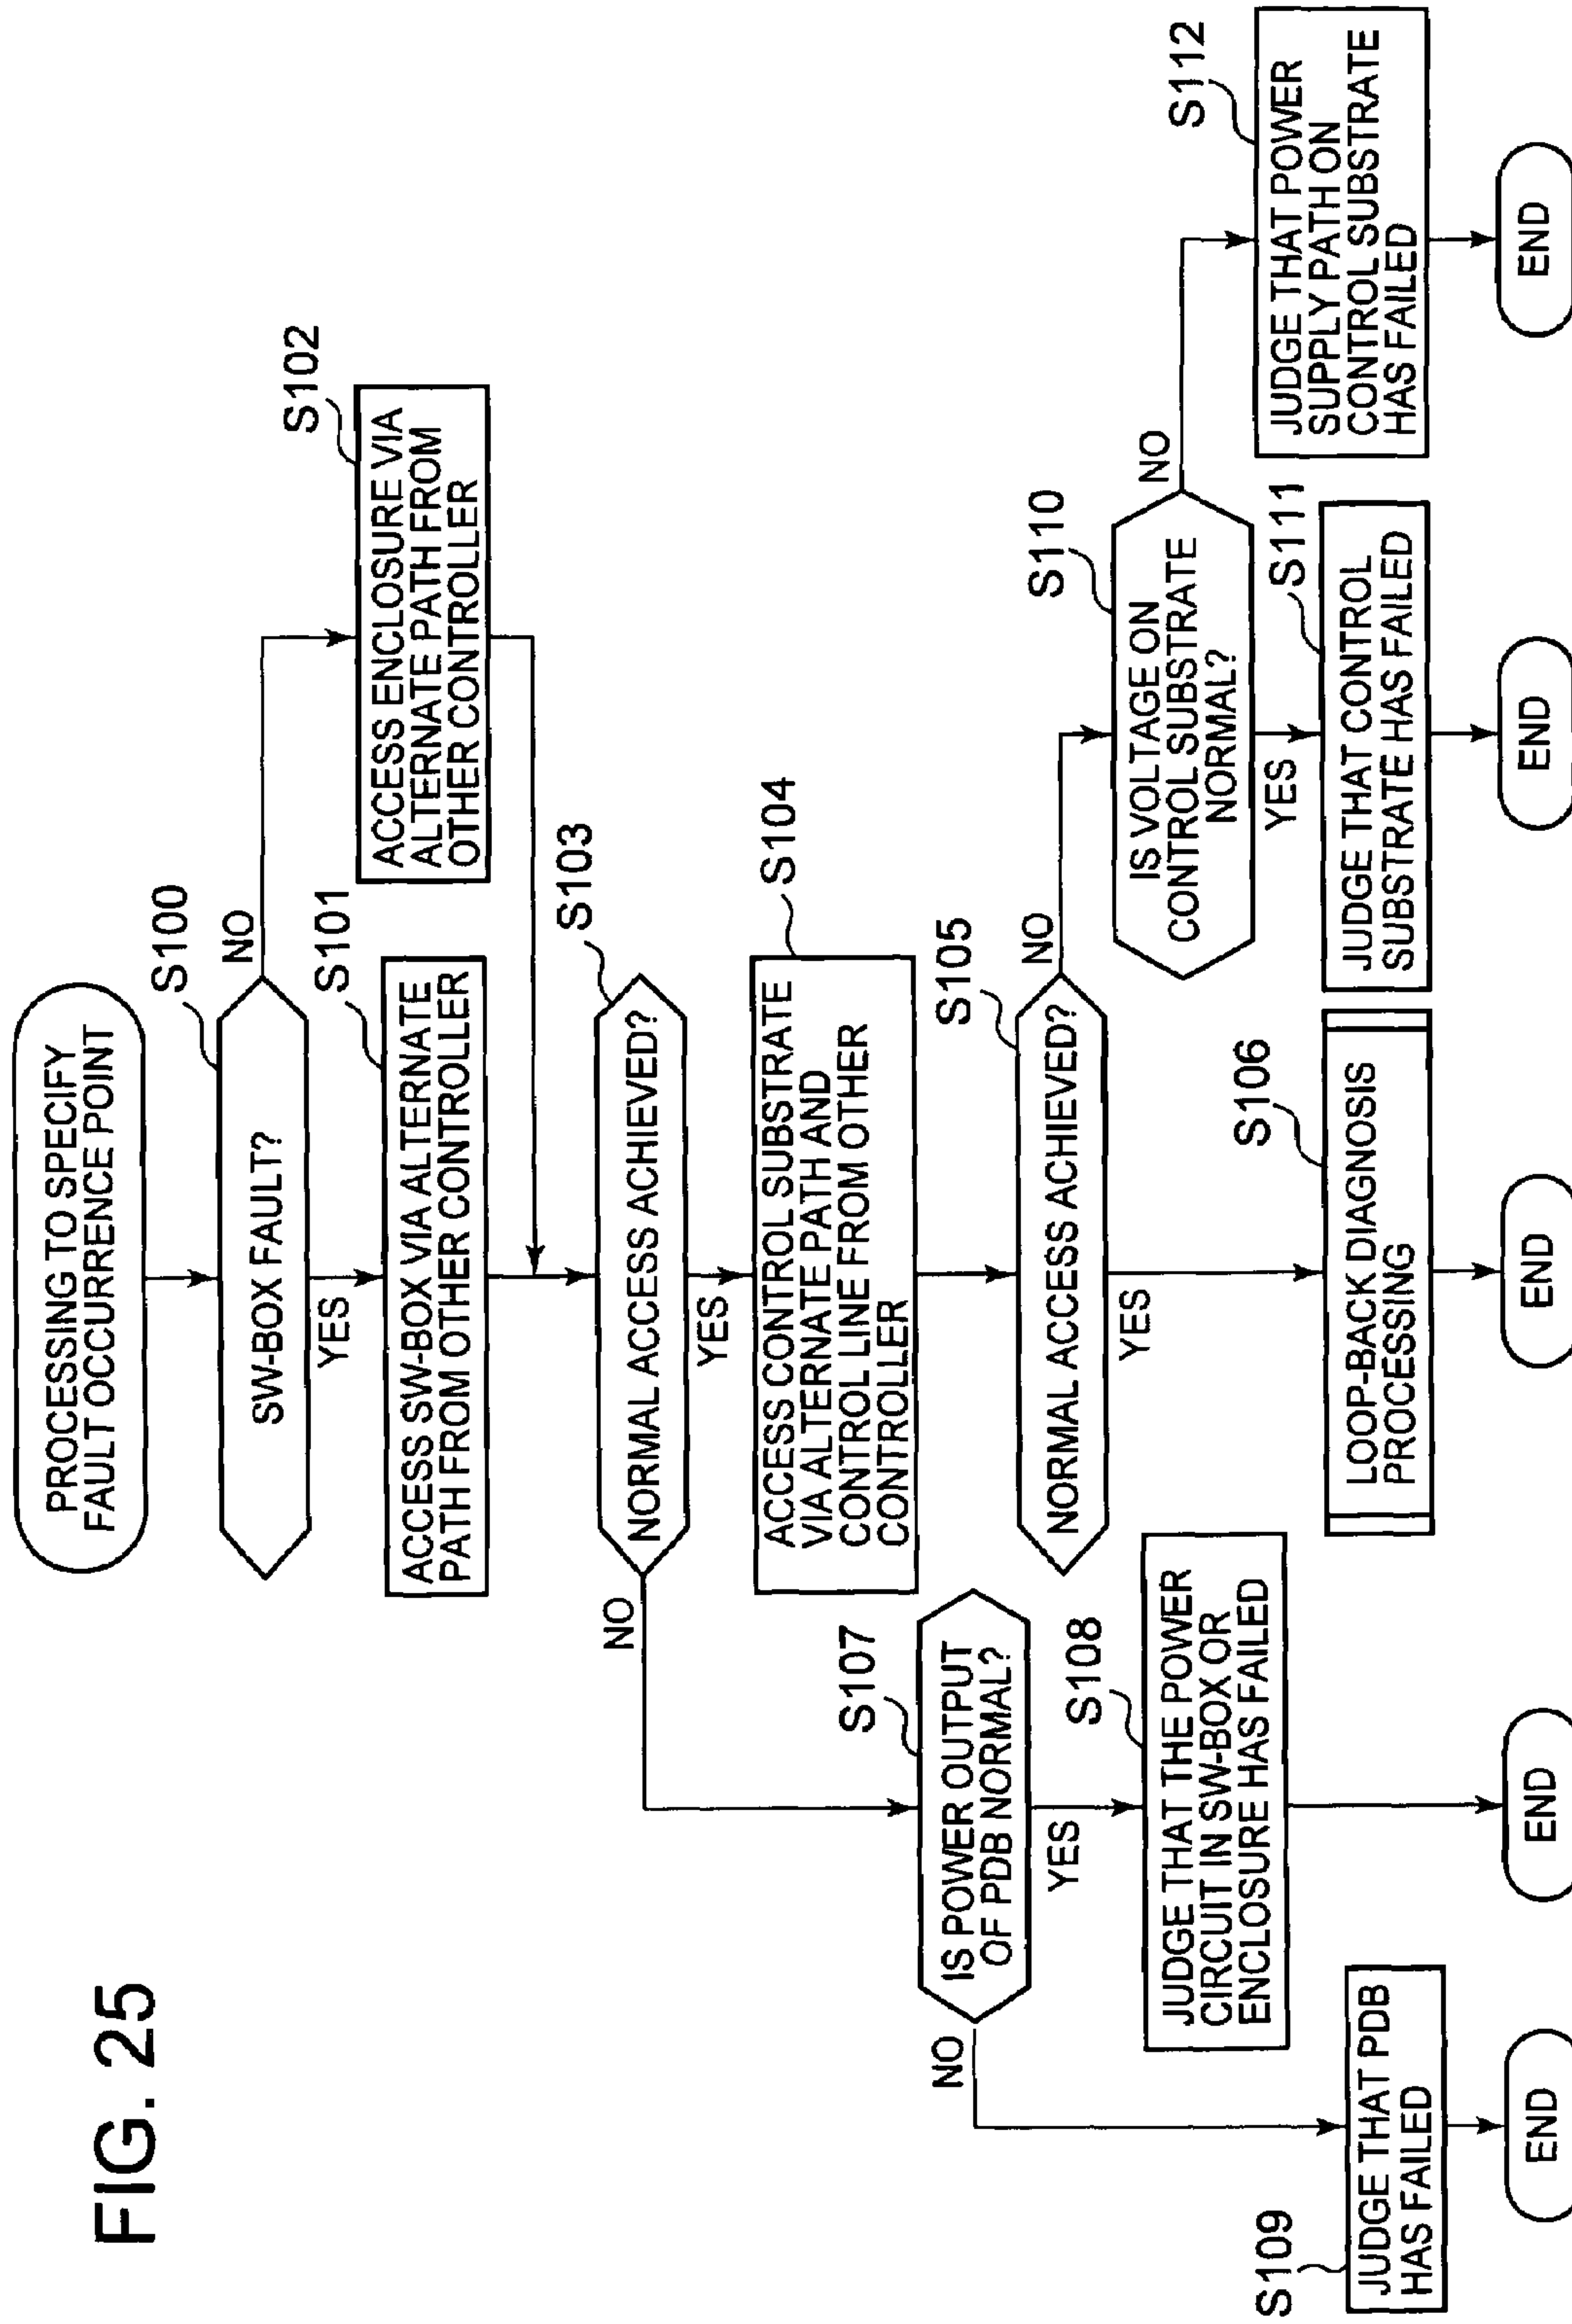 FIG. 25
PROCESSING TO SPECIFY
FAULT OCCURRENCE POINT
S100
SW-BOX FAULT?
NO
YES
S101
ACCESS SW-BOX VIA ALTERNATE
PATH FROM OTHER CONTROLLER
S102
ACCESS ENCLOSURE VIA
ALTERNATE PATH FROM
OTHER CONTROLLER
S103
NORMAL ACCESS ACHIEVED?
NO
YES
S104
ACCESS CONTROL SUBSTRATE
VIA ALTERNATE PATH AND
CONTROL LINE FROM OTHER
CONTROLLER
S105
NORMAL ACCESS ACHIEVED?
NO
YES
S106
LOOP-BACK DIAGNOSIS
PROCESSING
END
S107
IS POWER OUTPUT
OF PDB NORMAL?
NO
YES
S108
JUDGE THAT THE POWER
CIRCUIT IN SW-BOX OR
ENCLOSURE HAS FAILED
END
S109
JUDGE THAT PDB
HAS FAILED
END
S110
IS VOLTAGE ON
CONTROL SUBSTRATE
NORMAL?
NO
YES
S111
JUDGE THAT CONTROL
SUBSTRATE HAS FAILED
END
S112
JUDGE THAT POWER
SUPPLY PATH ON
CONTROL SUBSTRATE
HAS FAILED
END